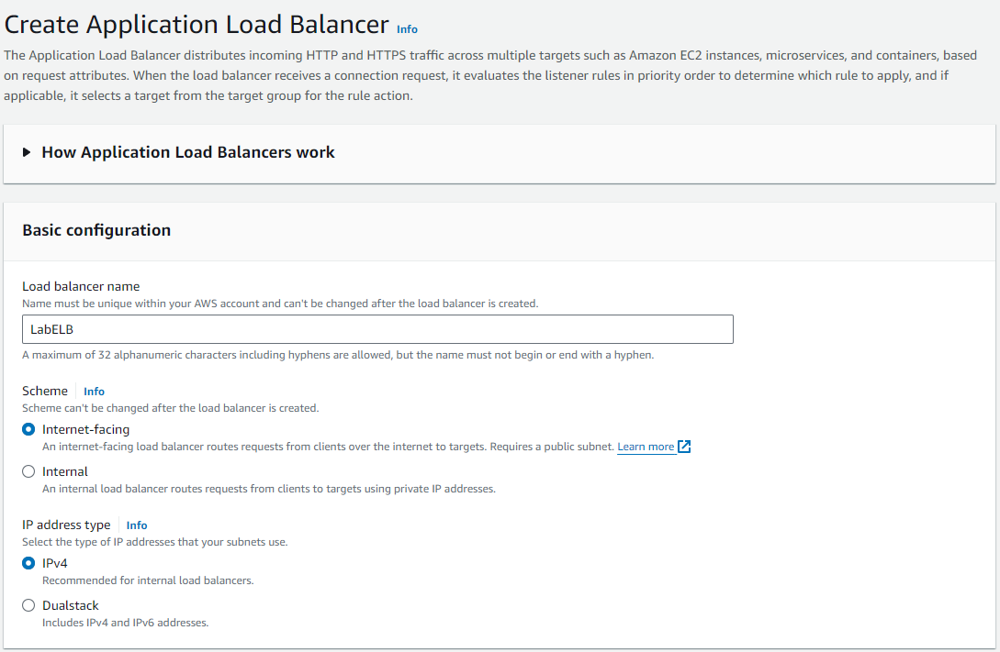 Create Application Load Balancer Info
The Application Load Balancer distributes incoming HTTP and HTTPS traffic across multiple targets such as Amazon EC2 instances, microservices, and containers, based
on request attributes. When the load balancer receives a connection request, it evaluates the listener rules in priority order to determine which rule to apply, and if
applicable, it selects a target from the target group for the rule action.
How Application Load Balancers work
Basic configuration
Load balancer name
Name must be unique within your AWS account and can't be changed after the load balancer is created.
LabELB
A maximum of 32 alphanumeric characters including hyphens are allowed, but the name must not begin or end with a hyphen.
Scheme Info
Scheme can't be changed after the load balancer is created.
Internet-facing
An internet-facing load balancer routes requests from clients over the internet to targets. Requires a public subnet. Learn more
Internal
An internal load balancer routes requests from clients to targets using private IP addresses.
IP address type Info
Select the type of IP addresses that your subnets use.
IPv4
Recommended for internal load balancers.
Dualstack
Includes IPv4 and IPv6 addresses.